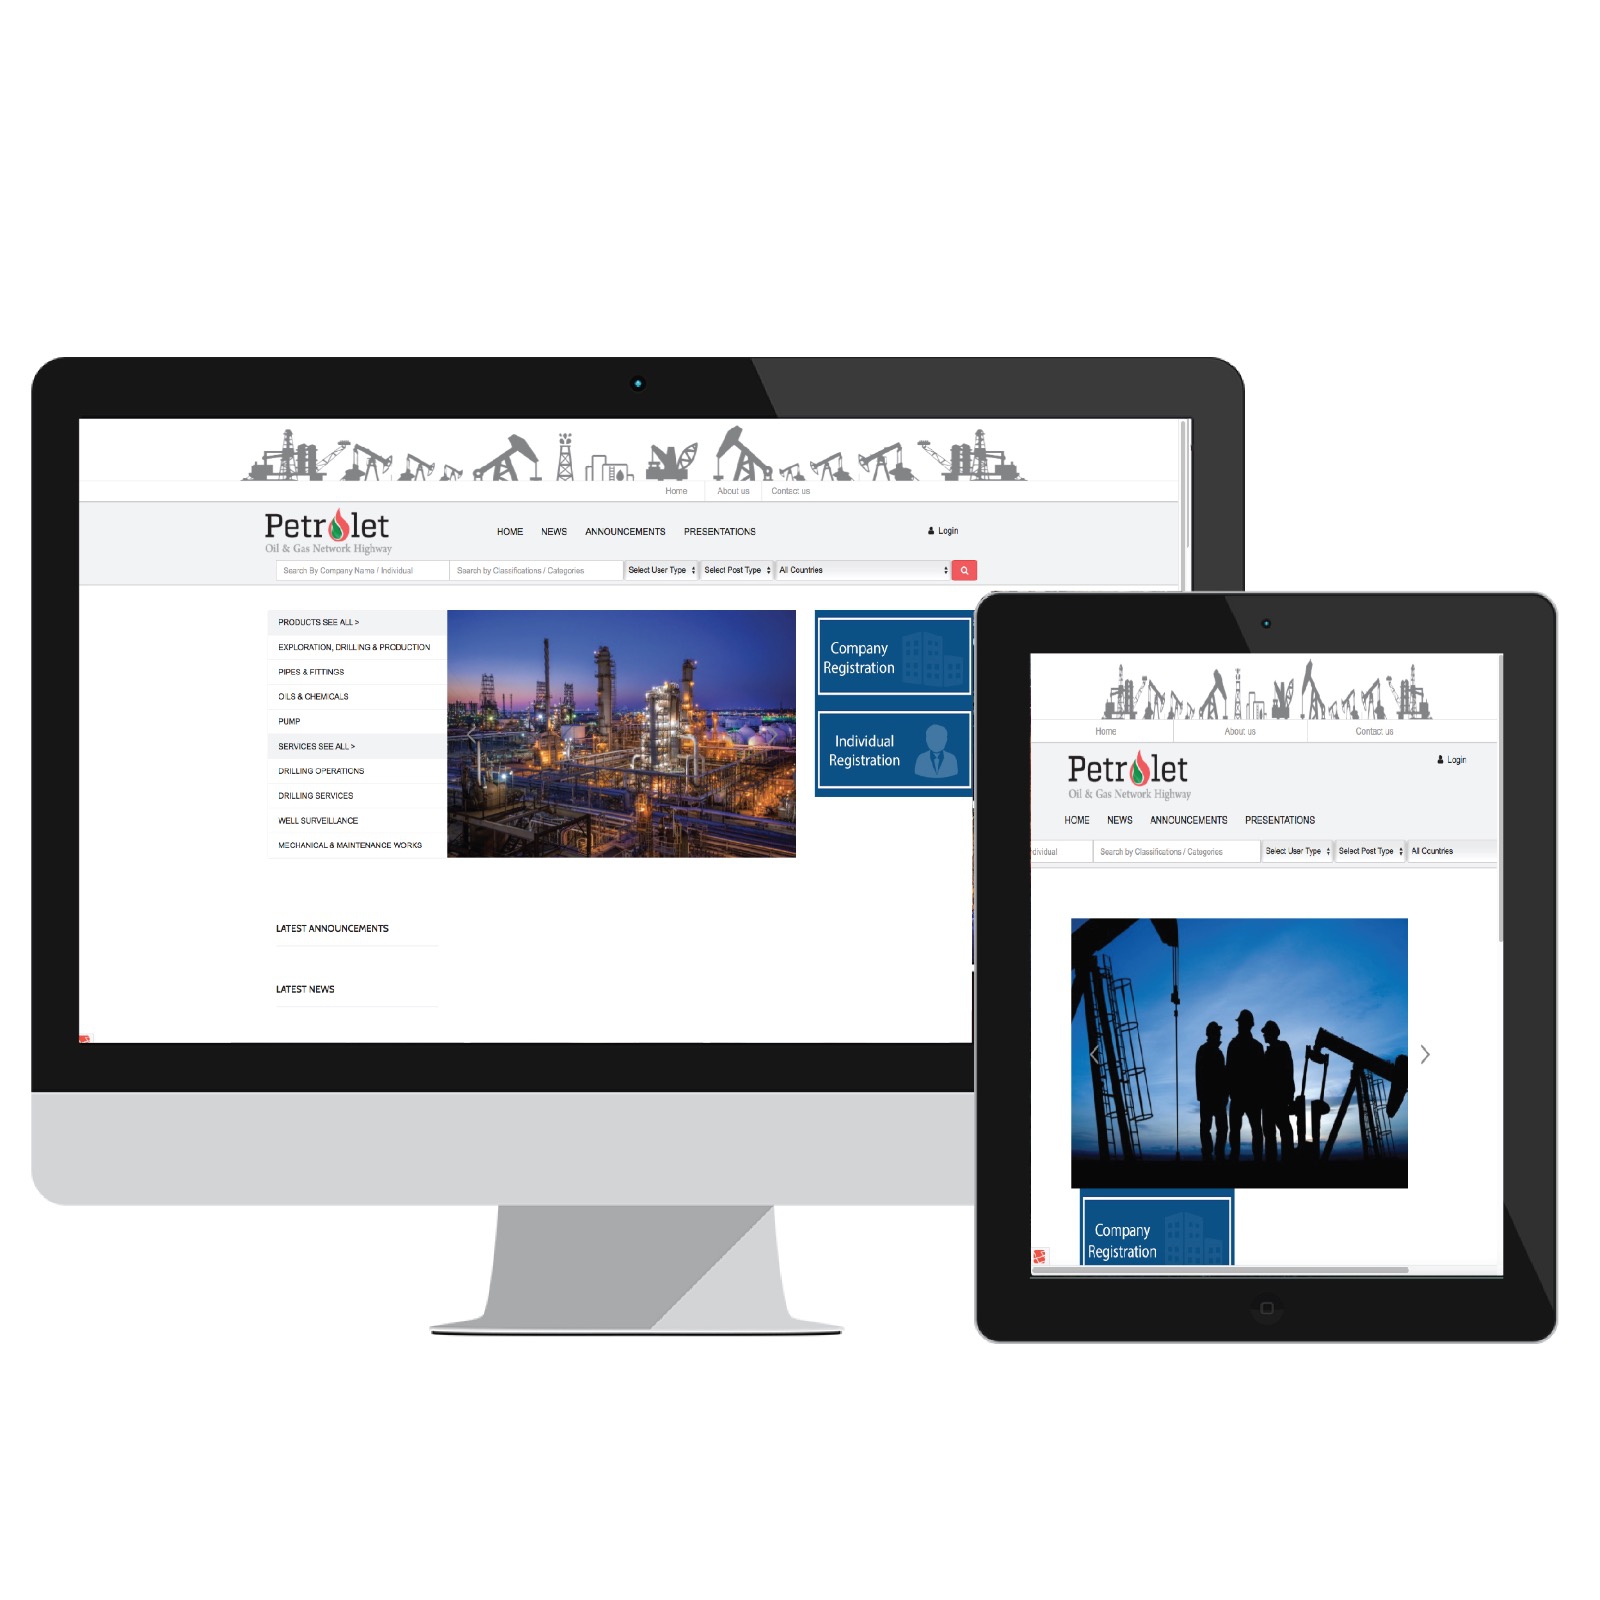 Home About us Contact us
Petrolet
Oil & Gas Network Highway
HOME NEWS ANNOUNCEMENTS PRESENTATIONS
Login
Search By Company Name / Individual Search by Classifications / Categories Select User Type Select Post Type All Countries
PRODUCTS SEE ALL >
EXPLORATION, DRILLING & PRODUCTION
PIPES & FITTINGS
OILS & CHEMICALS
PUMP
SERVICES SEE ALL >
DRILLING OPERATIONS
DRILLING SERVICES
WELL SURVEILLANCE
MECHANICAL & MAINTENANCE WORKS
Company
Registration
Individual
Registration
LATEST ANNOUNCEMENTS
LATEST NEWS
Home About us Contact us
Petrolet
Oil & Gas Network Highway
Login
HOME NEWS ANNOUNCEMENTS PRESENTATIONS
dividual Search by Classifications / Categories Select User Type Select Post Type All Countries
Company
Registration